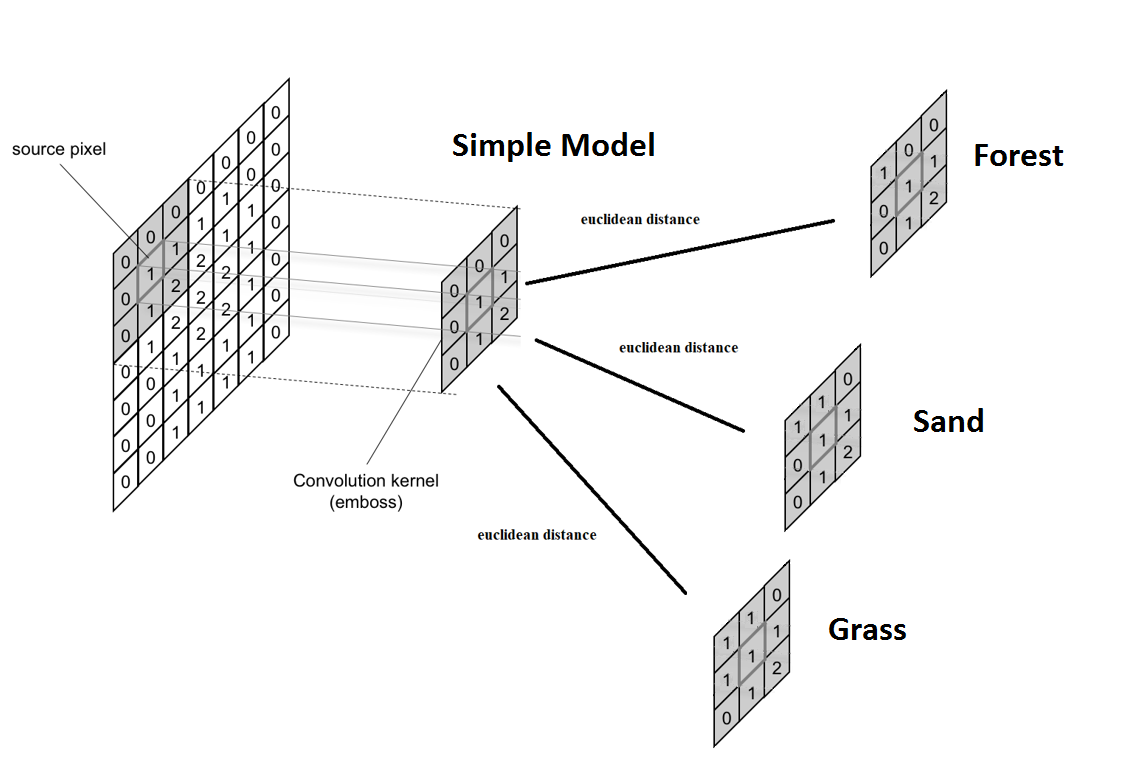 source pixel
0 0 0 0 0 0 0
0 1 1 1 1 0 0
0 1 2 2 1 1 0
0 1 2 2 2 1 0
0 0 1 2 2 1 0
0 0 1 1 1 1 0
0 0 1 1 1 1 0
Simple Model
0 0 0
0 1 1
0 1 2
Convolution kernel
(emboss)
euclidean distance
1 0 0
0 1 1
0 1 2
Forest
euclidean distance
1 1 0
0 1 1
0 1 2
Sand
euclidean distance
1 1 0
1 1 1
0 1 2
Grass